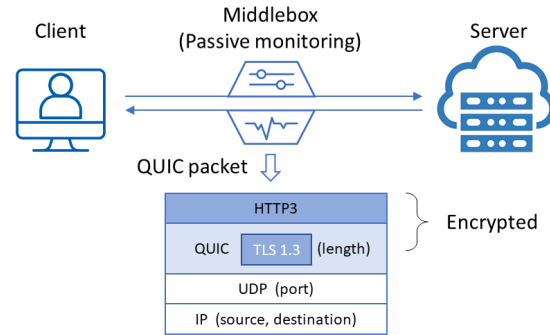 Client
Middlebox
(Passive monitoring)
Server
QUIC packet
HTTP3
QUIC TLS 1.3 (length)
UDP (port)
IP (source, destination)
Encrypted